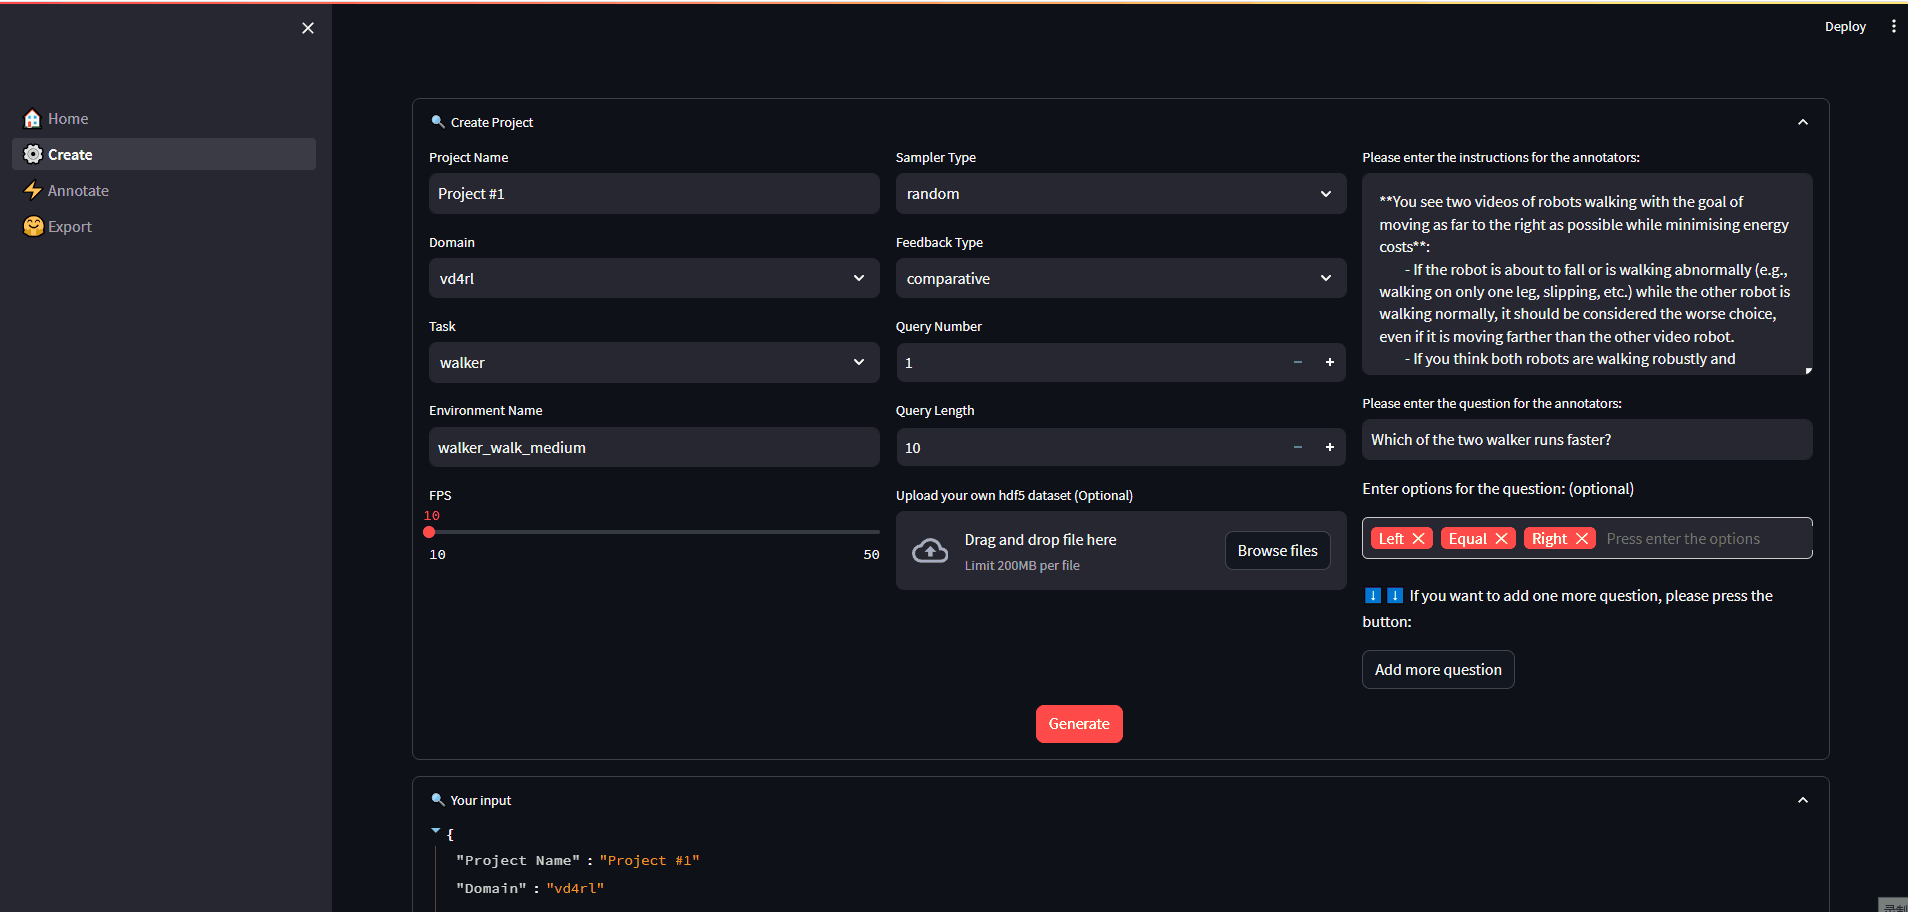 Deploy
Home
Create
Annotate
Export
Create Project
Project Name
Project #1
Domain
vd4rl
Task
walker
Environment Name
walker_walk_medium
FPS
10
10
50
Sampler Type
random
Feedback Type
comparative
Query Number
1
Query Length
10
Upload your own hdf5 dataset (Optional)
Drag and drop file here
Limit 200MB per file
Browse files
Please enter the instructions for the annotators:
**You see two videos of robots walking with the goal of
moving as far to the right as possible while minimising energy
costs**:
- If the robot is about to fall or is walking abnormally (e.g.,
walking on only one leg, slipping, etc.) while the other robot is
walking normally, it should be considered the worse choice,
even if it is moving farther than the other video robot.
- If you think both robots are walking robustly and
Please enter the question for the annotators:
Which of the two walker runs faster?
Enter options for the question: (optional)
Left
Equal
Right
Press enter the options
If you want to add one more question, please press the
button:
Add more question
Generate
Your input
{
"Project Name" : "Project #1"
"Domain" : "vd4rl"